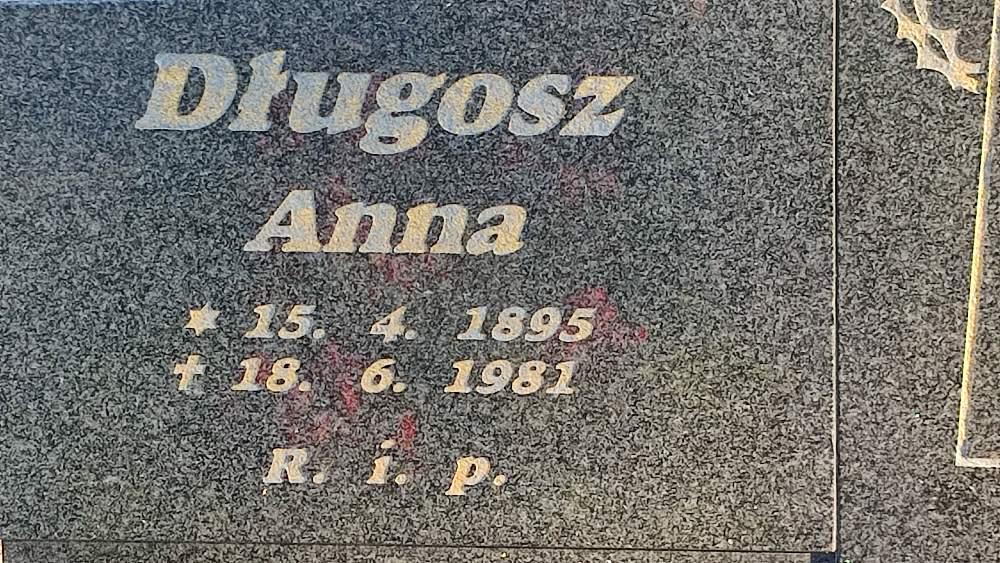 Długosz
Anna
* 15. 4. 1895
† 18. 6. 1981
R. i. p.